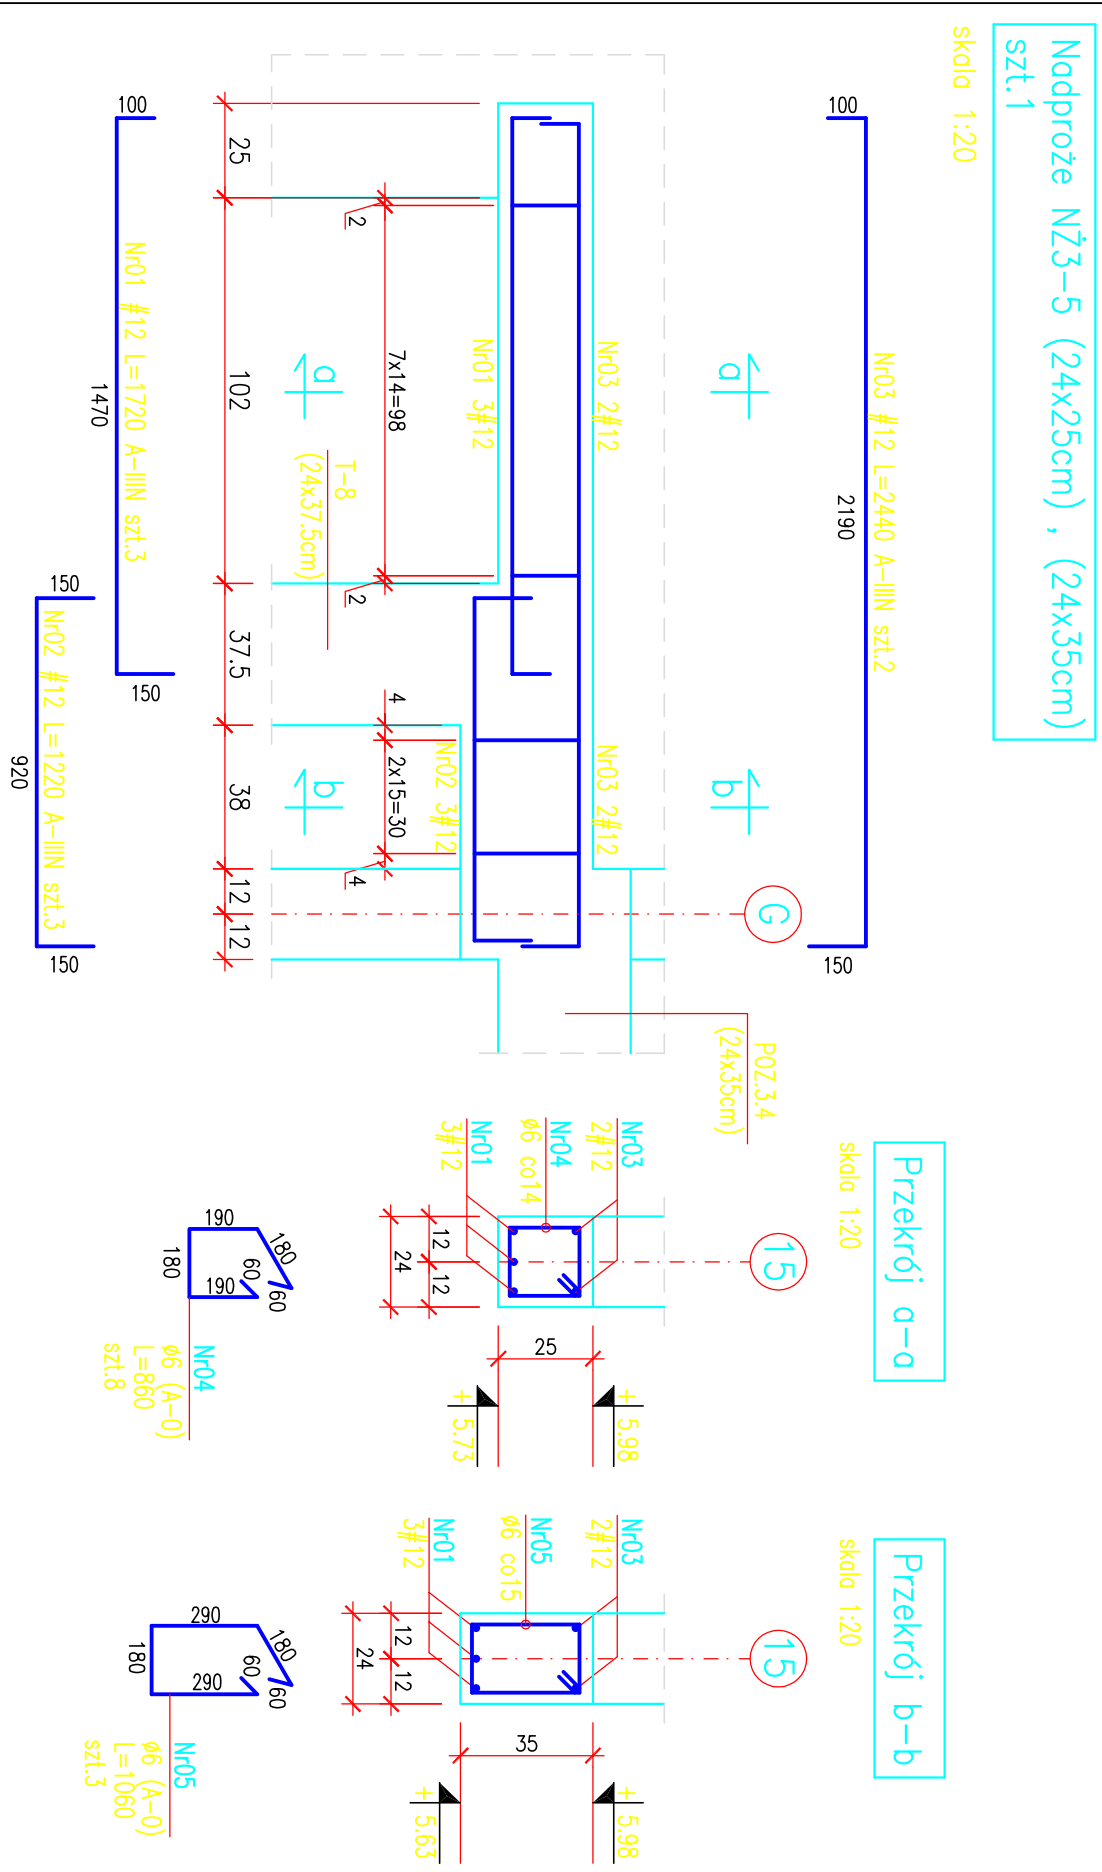 Nadproże NŻ3-5 (24x25cm) , (24x35cm)
szt.1
skala 1:20
100
2190
150
Nr03 #12 L=2440 A-IIIN szt.2
a
b
G
POZ.3.4
(24x35cm)
Nr03 2#12
Nr03 2#12
Nr01 3#12
Nr02 3#12
2
7x14=98
2
4
2x15=30
4
T-8
(24x37.5cm)
a
b
25
102
37.5
38
12
12
100
Nr01 #12 L=1720 A-IIIN szt.3
1470
150
150
Nr02 #12 L=1220 A-IIIN szt.3
920
150
Przekrój a-a
skala 1:20
15
Nr03
2#12
Nr04
ø6 co14
Nr01
3#12
12
12
24
25
+ 5.98
+ 5.73
190
180
180
190
60
60
Nr04
ø6 (A-0)
L=860
szt.8
Przekrój b-b
skala 1:20
15
Nr03
2#12
Nr05
ø6 co15
Nr01
3#12
12
12
24
35
+ 5.98
+ 5.63
290
180
180
290
60
60
Nr05
ø6 (A-0)
L=1060
szt.3